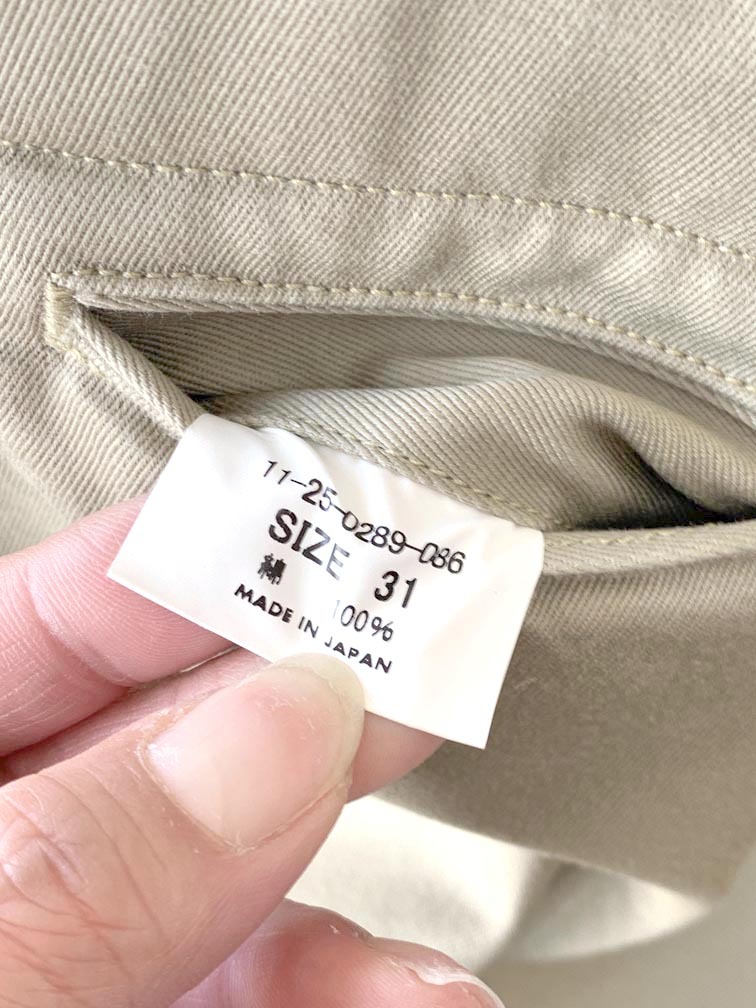 11-25-0289-086
SIZE 31
綿 100%
MADE IN JAPAN